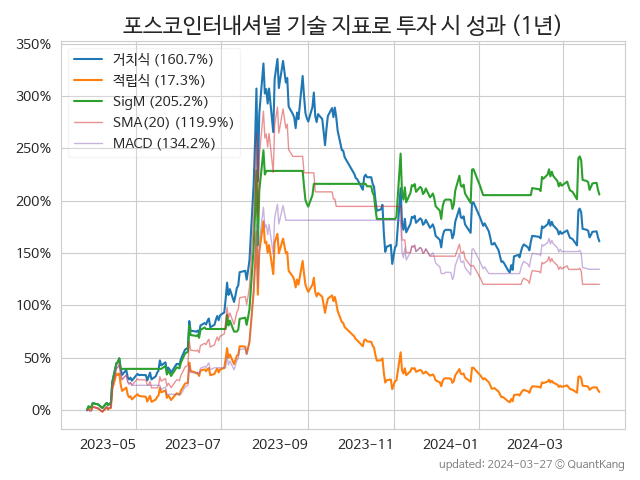 포스코인터내셔널 기술 지표로 투자 시 성과 (1년)
350%
300%
250%
200%
150%
100%
50%
0%
거치식 (160.7%)
적립식 (17.3%)
SigM (205.2%)
SMA(20) (119.9%)
MACD (134.2%)
2023-05
2023-07
2023-09
2023-11
2024-01
2024-03
updated: 2024-03-27 © QuantKang